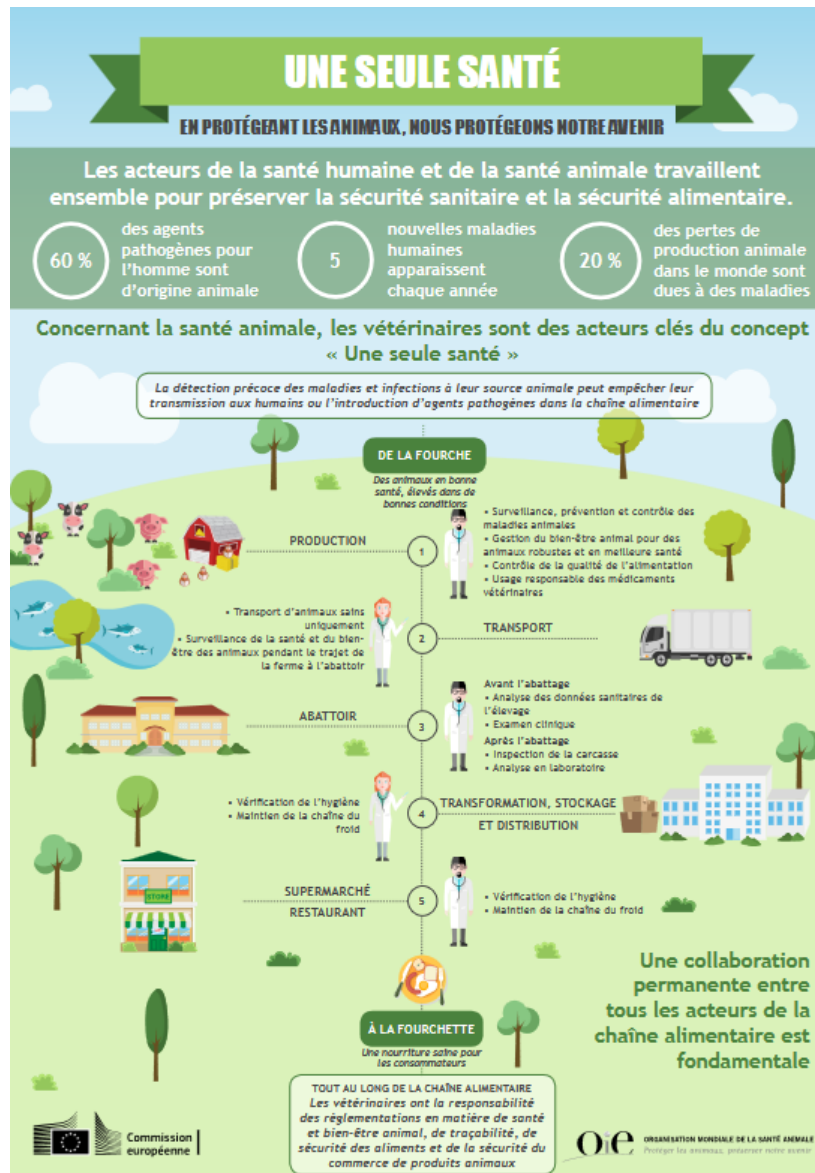 UNE SEULE SANTÉ
EN PROTÉGEANT LES ANIMAUX, NOUS PROTÉGEONS NOTRE AVENIR
Les acteurs de la santé humaine et de la santé animale travaillent
ensemble pour préserver la sécurité sanitaire et la sécurité alimentaire.
60 %
des agents
pathogènes pour
l'homme sont
d'origine animale
5
nouvelles maladies
humaines
apparaissent
chaque année
20 %
des pertes de
production animale
dans le monde sont
dues à des maladies
Concernant la santé animale, les vétérinaires sont des acteurs clés du concept
« Une seule santé »
La détection précoce des maladies et infections à leur source animale peut empêcher leur
transmission aux humains ou l'introduction d'agents pathogènes dans la chaîne alimentaire
DE LA FOURCHE
Des animaux en bonne
santé, élevés dans de
bonnes conditions
PRODUCTION
1
• Surveillance, prévention et contrôle des
maladies animales
• Gestion du bien-être animal pour des
animaux robustes et en meilleure santé
• Contrôle de la qualité de l'alimentation
• Usage responsable des médicaments
vétérinaires
• Transport d'animaux sains
uniquement
• Surveillance de la santé et du bien-
être des animaux pendant le trajet de
la ferme à l'abattoir
2
TRANSPORT
ABATTOIR
3
Avant l'abattage
• Analyse des données sanitaires de
l'élevage
• Examen clinique
Après l'abattage
• Inspection de la carcasse
• Analyse en laboratoire
• Vérification de l'hygiène
• Maintien de la chaîne du
froid
4
TRANSFORMATION, STOCKAGE
ET DISTRIBUTION
STORE
SUPERMARCHÉ
RESTAURANT
5
• Vérification de l'hygiène
• Maintien de la chaîne du froid
Une collaboration
permanente entre
tous les acteurs de la
chaîne alimentaire est
fondamentale
À LA FOURCHETTE
Une nourriture saine pour
les consommateurs
TOUT AU LONG DE LA CHAÎNE ALIMENTAIRE
Les vétérinaires ont la responsabilité
des réglementations en matière de santé
et bien-être animal, de traçabilité, de
sécurité des aliments et de la sécurité du
commerce de produits animaux
Commission
européenne
OiE
ORGANISATION MONDIALE DE LA SANTÉ ANIMALE
Protéger les animaux, préserver notre avenir